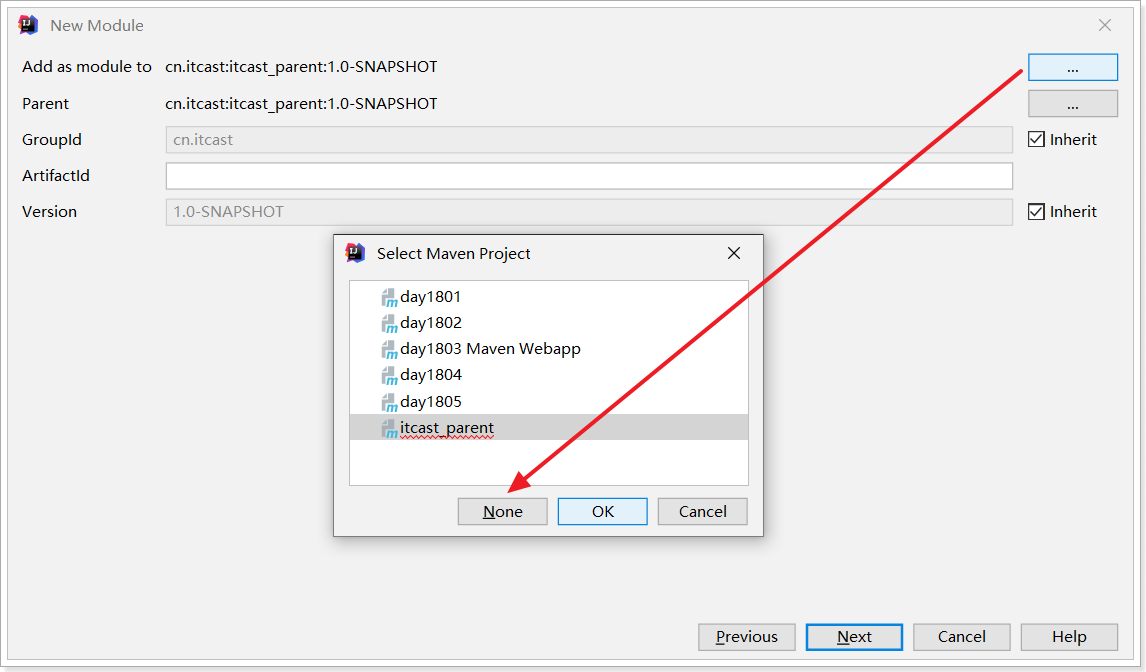 New Module
Add as module to cn.itcast:itcast_parent:1.0-SNAPSHOT ...
Parent cn.itcast:itcast_parent:1.0-SNAPSHOT ...
GroupId cn.itcast Inherit
ArtifactId
Version 1.0-SNAPSHOT Inherit
Select Maven Project
day1801
day1802
day1803 Maven Webapp
day1804
day1805
itcast_parent
None OK Cancel
Previous Next Cancel Help